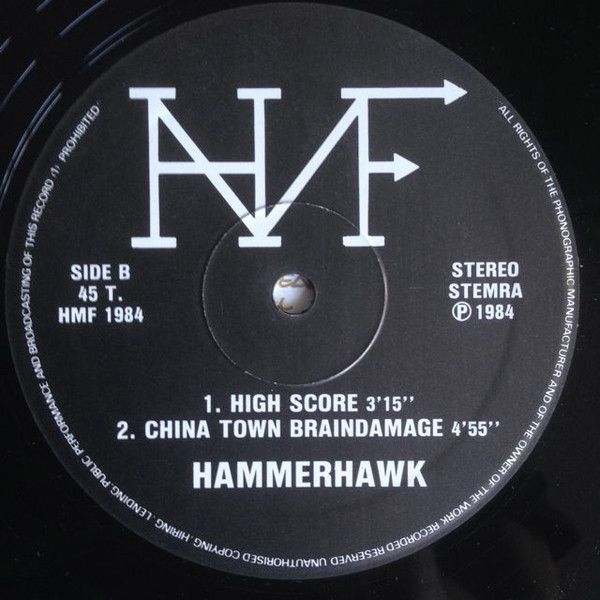 HMF
SIDE B
45 T.
HMF 1984
STEREO
STEMRA
Ⓟ 1984
1. HIGH SCORE 3'15''
2. CHINA TOWN BRAINDAMAGE 4'55''
HAMMERHAWK
ALL RIGHTS OF THE PHONOGRAPHIC MANUFACTURER AND OF THE OWNER OF THE WORK RECORDED RESERVED UNAUTHORISED COPYING, HIRING, LENDING, PUBLIC PERFORMANCE AND BROADCASTING OF THIS RECORD (1) PROHIBITED